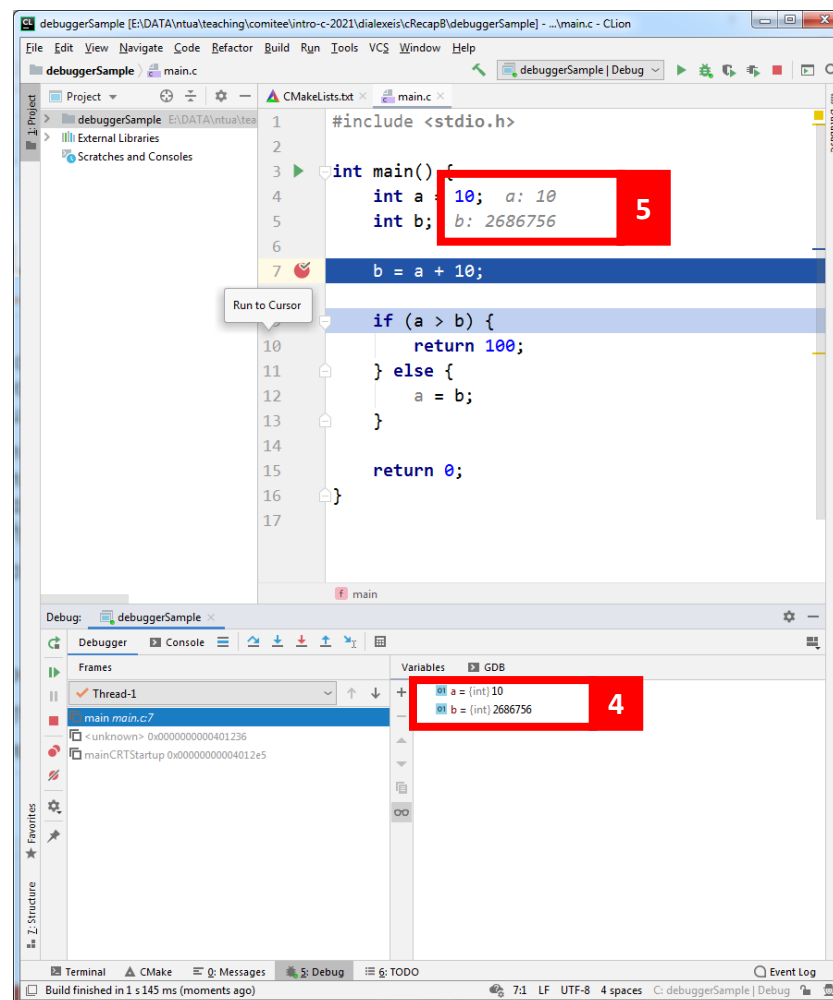 debuggerSample [E:\DATA\ntua\teaching\comitee\intro-c-2021\dialexeis\cRecapB\debuggerSample] - ...\main.c - CLion
File Edit View Navigate Code Refactor Build Run Tools VCS Window Help
debuggerSample main.c debuggerSample | Debug
1: Project
Project
CMakeLists.txt main.c
debuggerSample E:\DATA\ntua\tea
External Libraries
Scratches and Consoles
1 #include <stdio.h>
2
3 int main() {
4 int a = 10; a: 10
5 int b; b: 2686756
5
6
7 b = a + 10;
Run to Cursor
if (a > b) {
10 return 100;
11 } else {
12 a = b;
13 }
14
15 return 0;
16 }
17
f main
Debug: debuggerSample
Debugger Console
Frames
Variables GDB
Thread-1
main main.c:7
<unknown> 0x0000000000401236
mainCRTStartup 0x00000000004012e5
01 a = {int} 10
01 b = {int} 2686756
4
Favorites
Z: Structure
Terminal CMake 0: Messages 5: Debug 6: TODO Event Log
Build finished in 1 s 145 ms (moments ago) 7:1 LF UTF-8 4 spaces C: debuggerSample | Debug